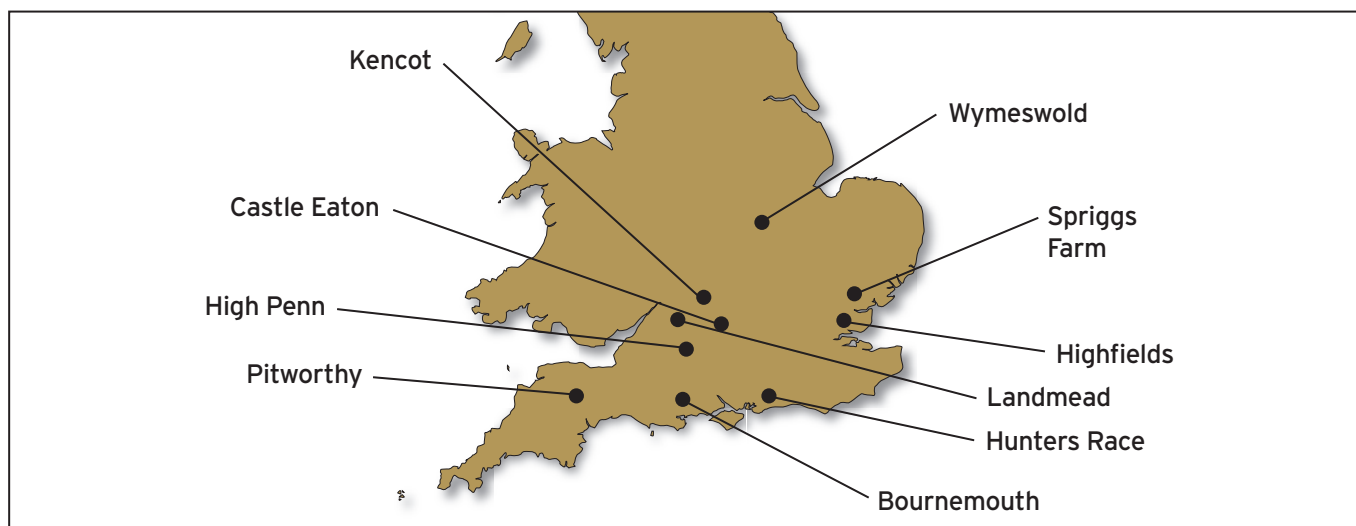 Kencot
Wymeswold
Castle Eaton
Spriggs
Farm
High Penn
Highfields
Pitworthy
Landmead
Hunters Race
Bournemouth